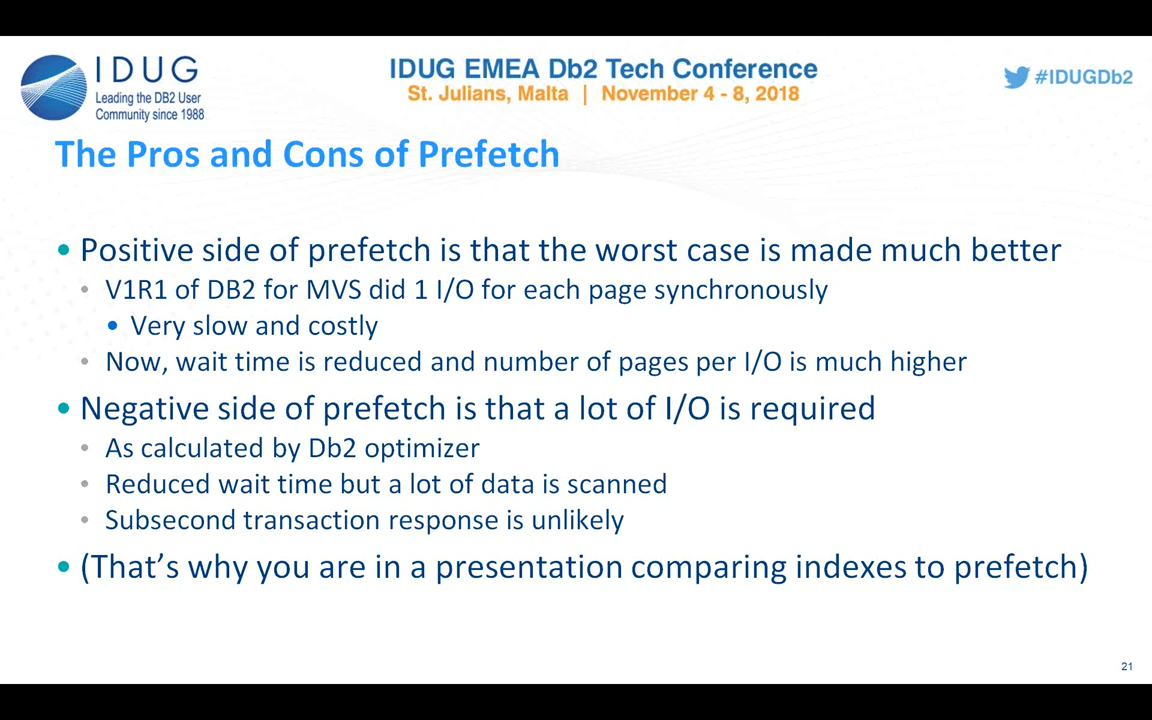 IDUG
Leading the DB2 User
Community since 1988
IDUG EMEA Db2 Tech Conference
St. Julians, Malta | November 4 - 8, 2018
#IDUGDb2
The Pros and Cons of Prefetch
• Positive side of prefetch is that the worst case is made much better
• V1R1 of DB2 for MVS did 1 I/O for each page synchronously
• Very slow and costly
• Now, wait time is reduced and number of pages per I/O is much higher
• Negative side of prefetch is that a lot of I/O is required
• As calculated by Db2 optimizer
• Reduced wait time but a lot of data is scanned
• Subsecond transaction response is unlikely
• (That’s why you are in a presentation comparing indexes to prefetch)
21